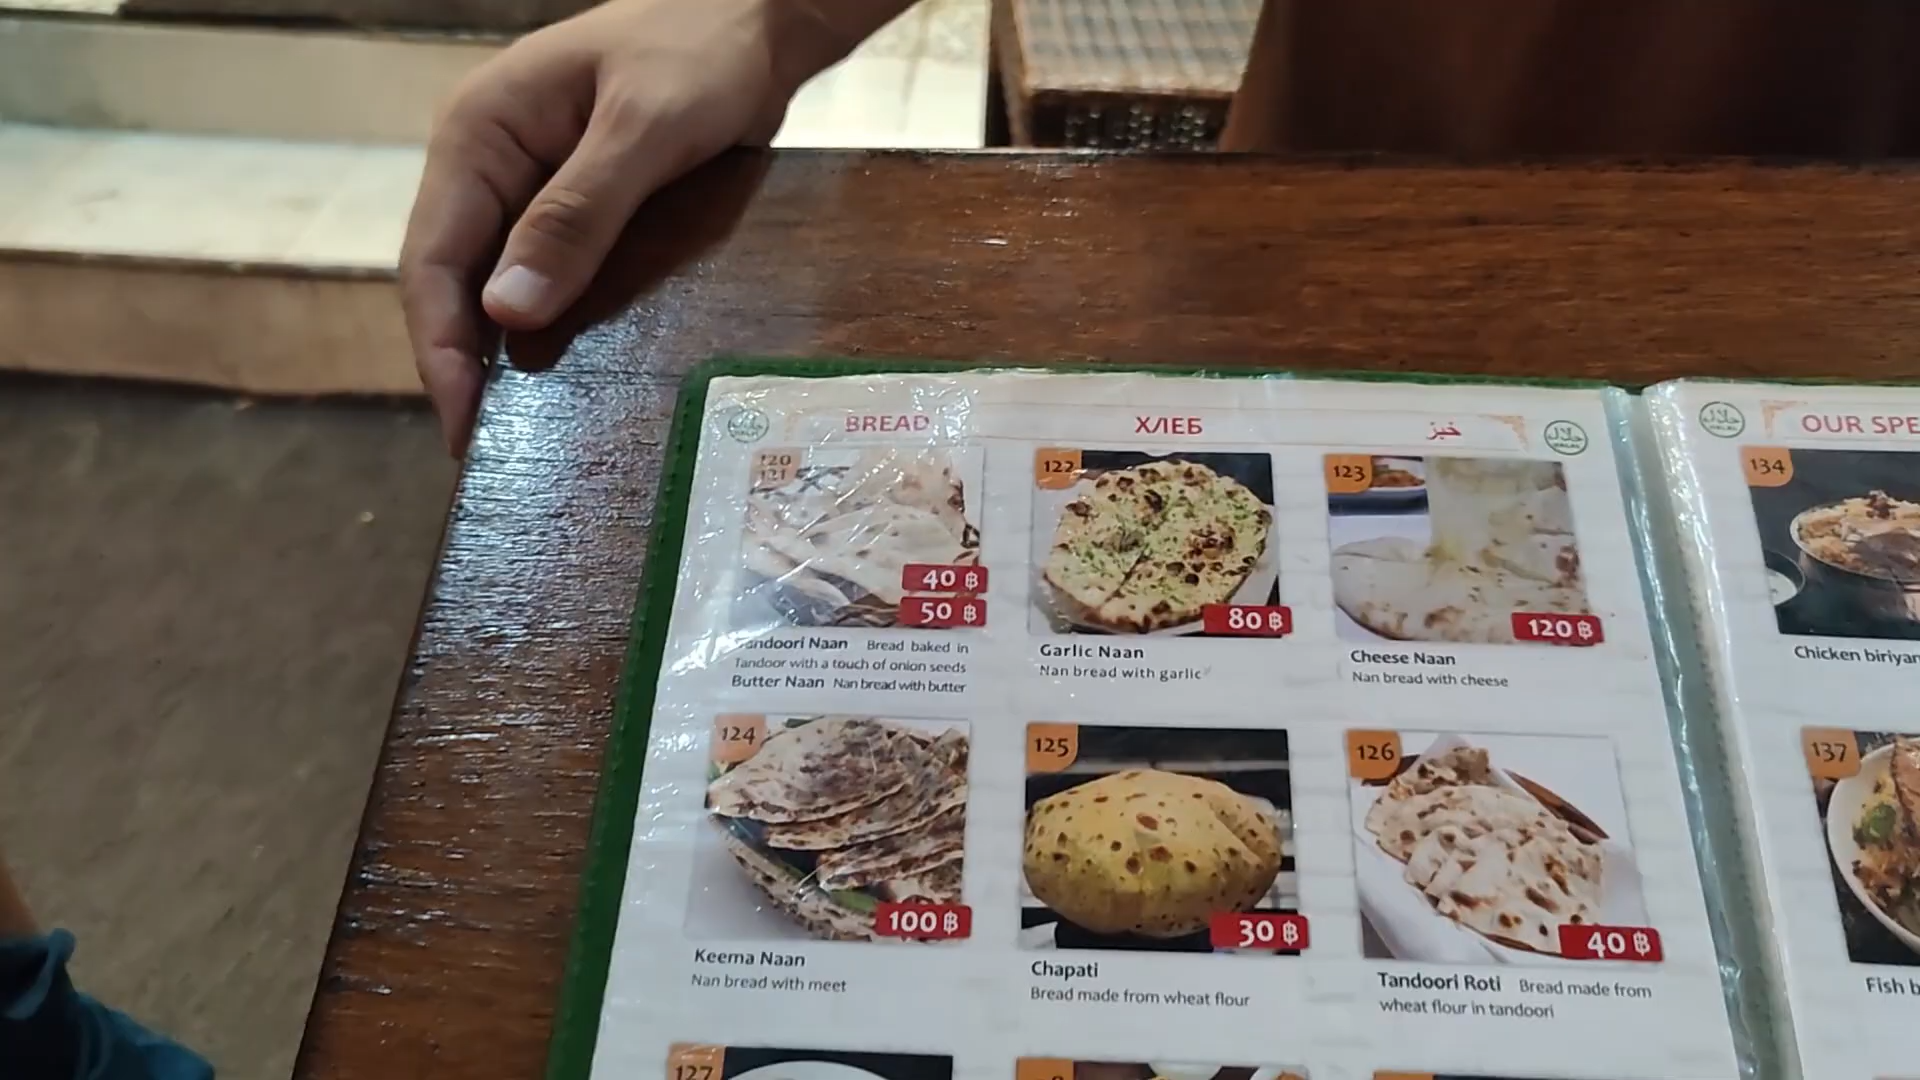 BREAD ХЛЕБ خبز
120
121
40 ฿
50 ฿
Tandoori Naan Bread baked in
Tandoor with a touch of onion seeds
Butter Naan Nan bread with butter
122
80 ฿
Garlic Naan
Nan bread with garlic
123
120 ฿
Cheese Naan
Nan bread with cheese
124
100 ฿
Keema Naan
Nan bread with meet
125
30 ฿
Chapati
Bread made from wheat flour
126
40 ฿
Tandoori Roti Bread made from
wheat flour in tandoori
127
OUR SPE
134
Chicken biriyan
137
Fish b